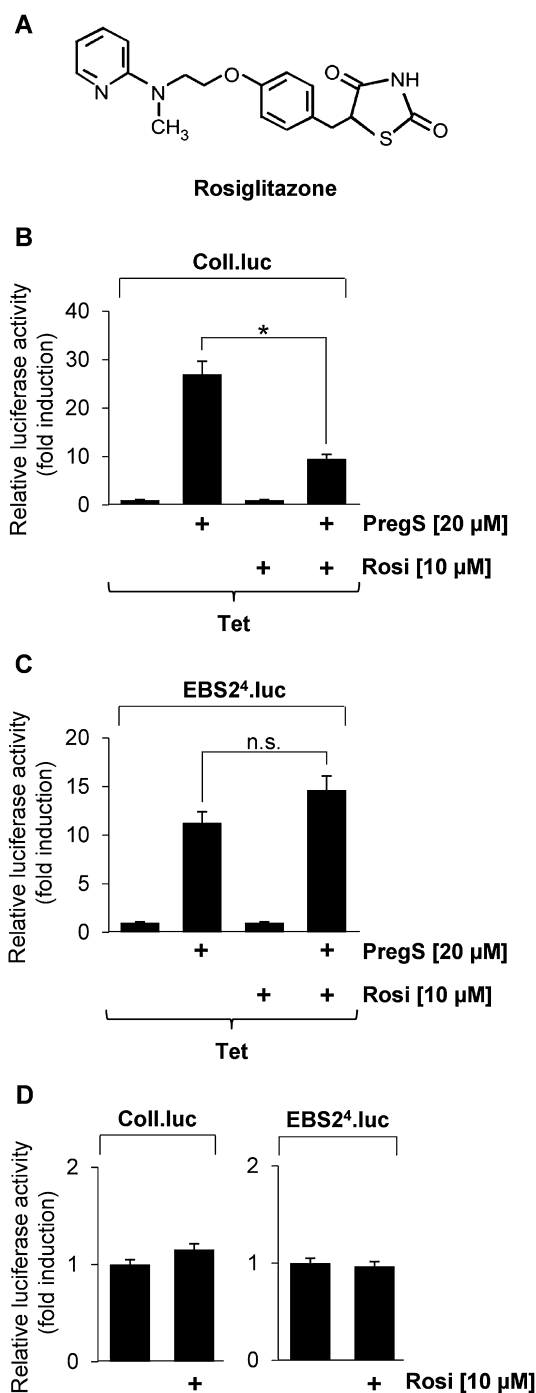 A
N
N
CH₃
O
O
NH
S
O
Rosiglitazone
B
Coll.luc
Relative luciferase activity
(fold induction)
40
30
20
10
0
*
+ + PregS [20 µM]
+ + Rosi [10 µM]
Tet
C
EBS2⁴.luc
Relative luciferase activity
(fold induction)
20
15
10
5
0
n.s.
+ + PregS [20 µM]
+ + Rosi [10 µM]
Tet
D
Coll.luc
EBS2⁴.luc
Relative luciferase activity
(fold induction)
2
1
0
2
1
0
+ + Rosi [10 µM]